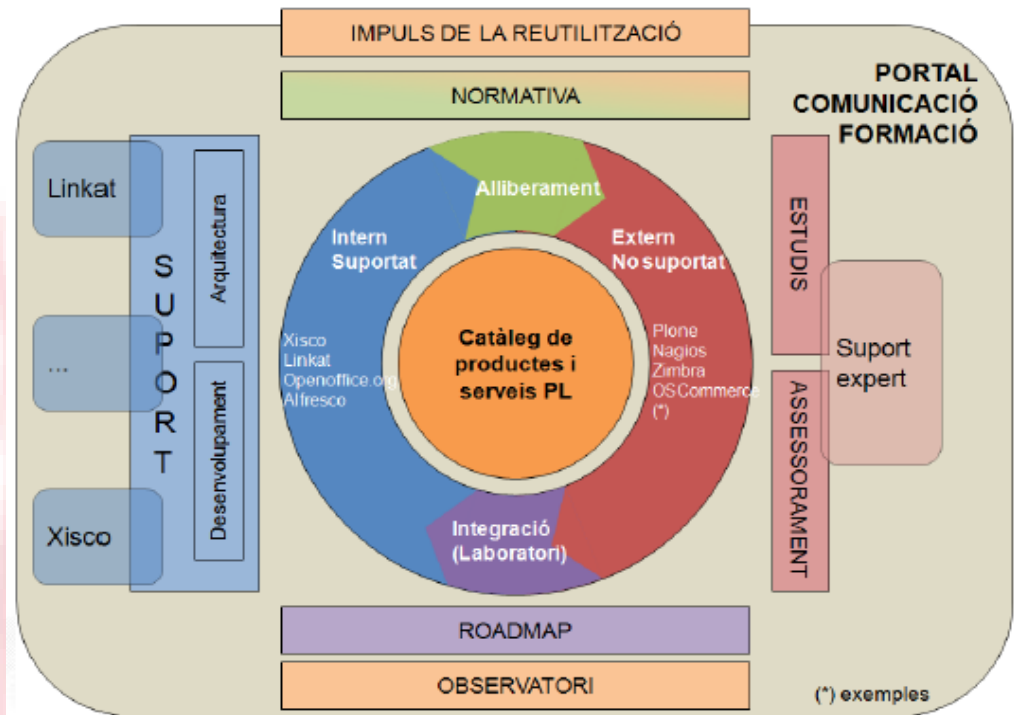 IMPULS DE LA REUTILITZACIÓ
NORMATIVA
PORTAL
COMUNICACIÓ
FORMACIÓ
Linkat
...
Xisco
SUPORT
Arquitectura
Desenvolupament
Alliberament
Intern
Suportat
Xisco
Linkat
Openoffice.org
Alfresco
Catàleg de
productes i
serveis PL
Extern
No suportat
Plone
Nagios
Zimbra
OSCommerce
(*)
Integració
(Laboratori)
ESTUDIS
ASSESSORAMENT
Suport
expert
ROADMAP
OBSERVATORI
(*) exemples